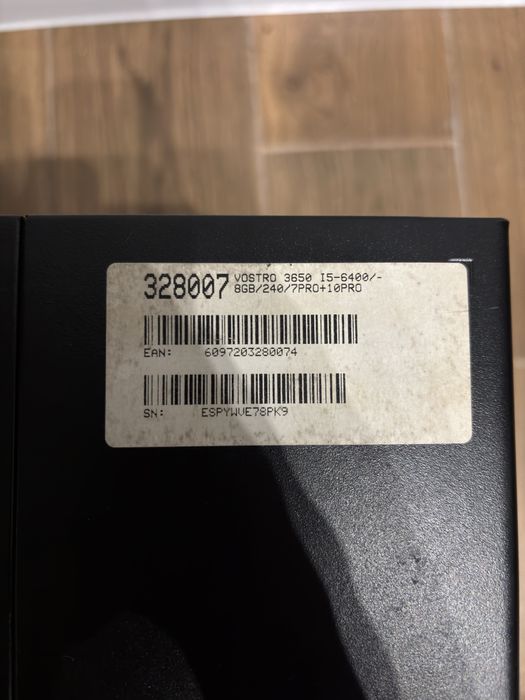 328007 VOSTRO 3650 I5-6400/-
8GB/240/7PRO+10PRO
EAN: 6097203280074
SN: ESPYWVE78PK9